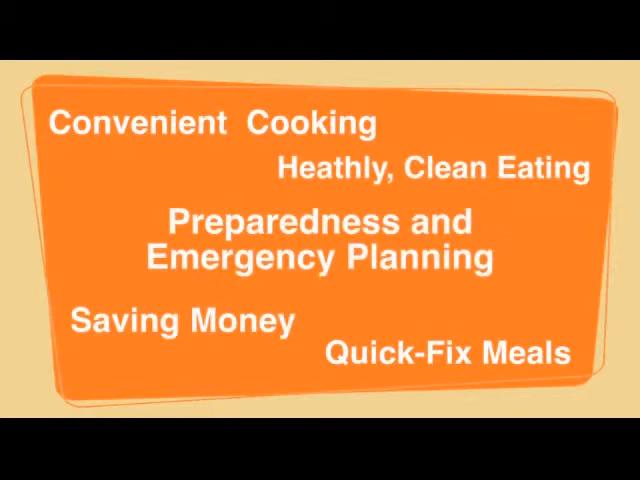 Convenient Cooking
Heathly, Clean Eating
Preparedness and
Emergency Planning
Saving Money
Quick-Fix Meals